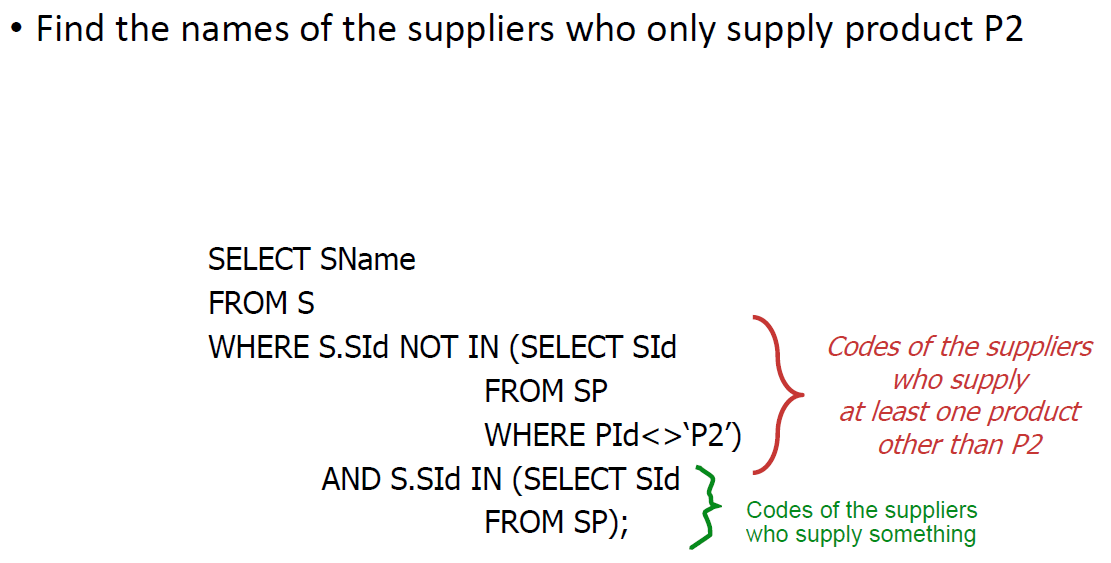 • Find the names of the suppliers who only supply product P2
SELECT SName
FROM S
WHERE S.SId NOT IN (SELECT SId
FROM SP
WHERE PId<>‘P2’)
AND S.SId IN (SELECT SId
FROM SP);
Codes of the suppliers
who supply
at least one product
other than P2
Codes of the suppliers
who supply something